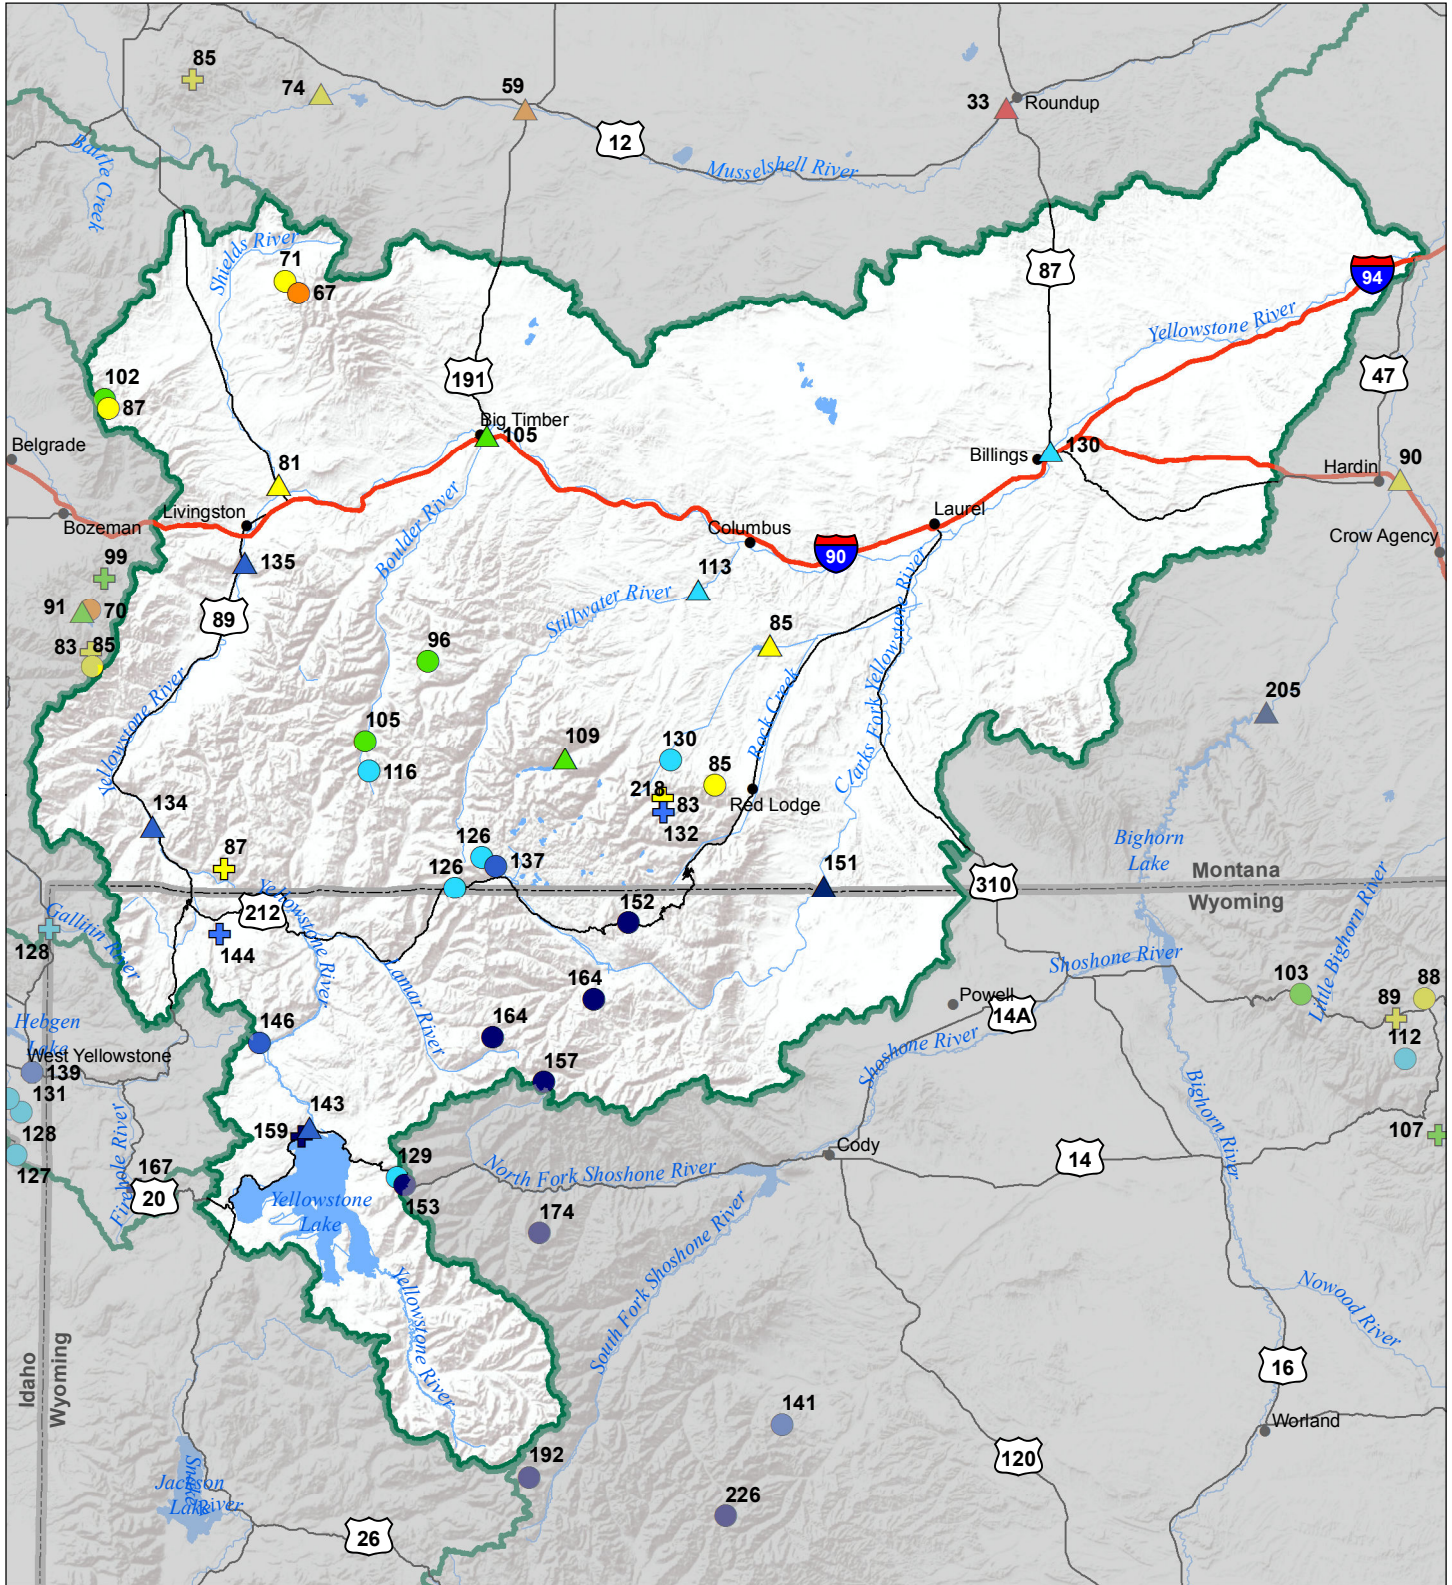 85
74
59
33
Roundup
12
Battle Creek
Musselshell River
Shields River
71
67
87
94
Yellowstone River
47
191
102
87
Big Timber
105
Belgrade
81
Billings
130
Hardin
90
Bozeman
Livingston
Columbus
Laurel
Crow Agency
90
Boulder River
99
135
113
91
70
89
Stillwater River
83
85
96
85
Yellowstone River
Rock Creek
Clarks Fork Yellowstone River
205
105
109
130
116
85
218
83
132
Red Lodge
134
126
137
87
126
151
Bighorn
Lake
Montana
Wyoming
310
212
Yellowstone River
Gallitin River
152
128
144
Lamar River
Shoshone River
Little Bighorn River
164
103
88
89
Powell
14A
Hebgen
Lake
146
164
112
West Yellowstone
139
157
Shoshone River
131
143
159
128
Firehole River
107
Bighorn River
127
167
20
129
153
North Fork Shoshone River
Cody
14
Yellowstone
Lake
174
South Fork Shoshone River
Yellowstone River
Nowood River
Idaho
Wyoming
16
141
Worland
192
120
Jackson
Lake
Snake
River
226
26